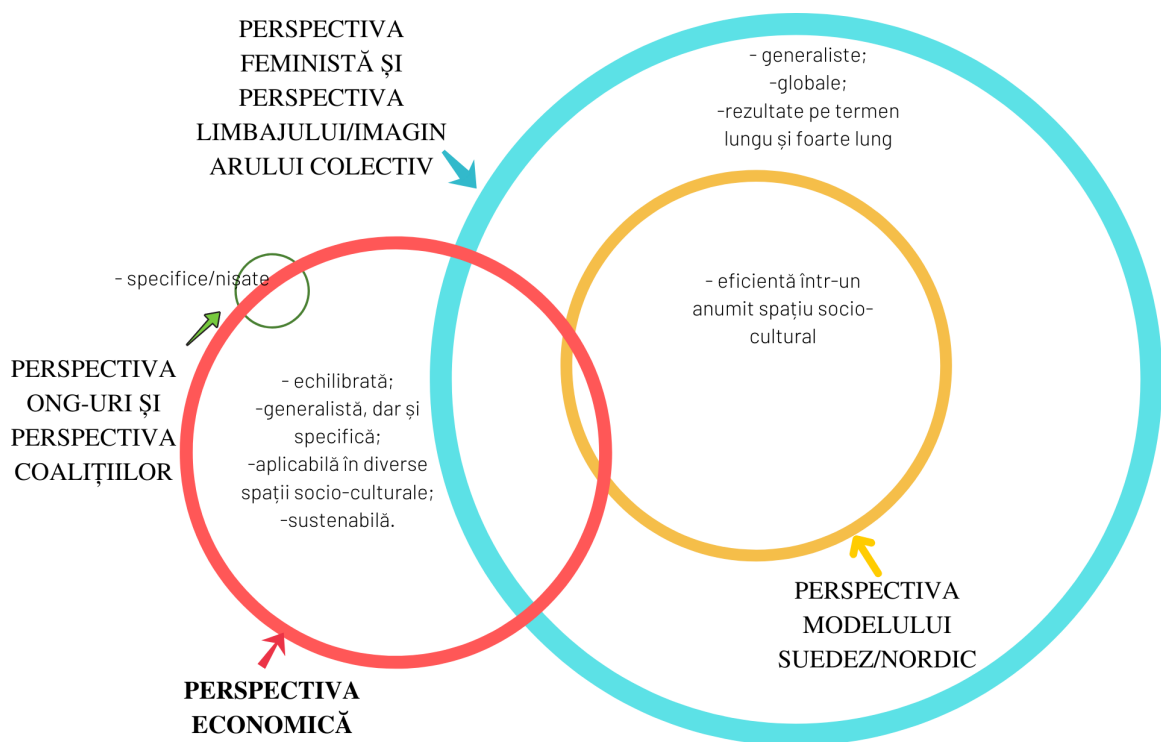 PERSPECTIVA
FEMINISTĂ ȘI
PERSPECTIVA
LIMBAJULUI/IMAGIN
ARULUI COLECTIV
- generaliste;
-globale;
-rezultate pe termen
lungu și foarte lung
- specifice/nișate
- eficientă într-un
anumit spațiu socio-
cultural
PERSPECTIVA
ONG-URI ȘI
PERSPECTIVA
COALIȚIILOR
- echilibrată;
-generalistă, dar și
specifică;
-aplicabilă în diverse
spații socio-culturale;
-sustenabilă.
PERSPECTIVA
MODELULUI
SUEDEZ/NORDIC
PERSPECTIVA
ECONOMICĂ